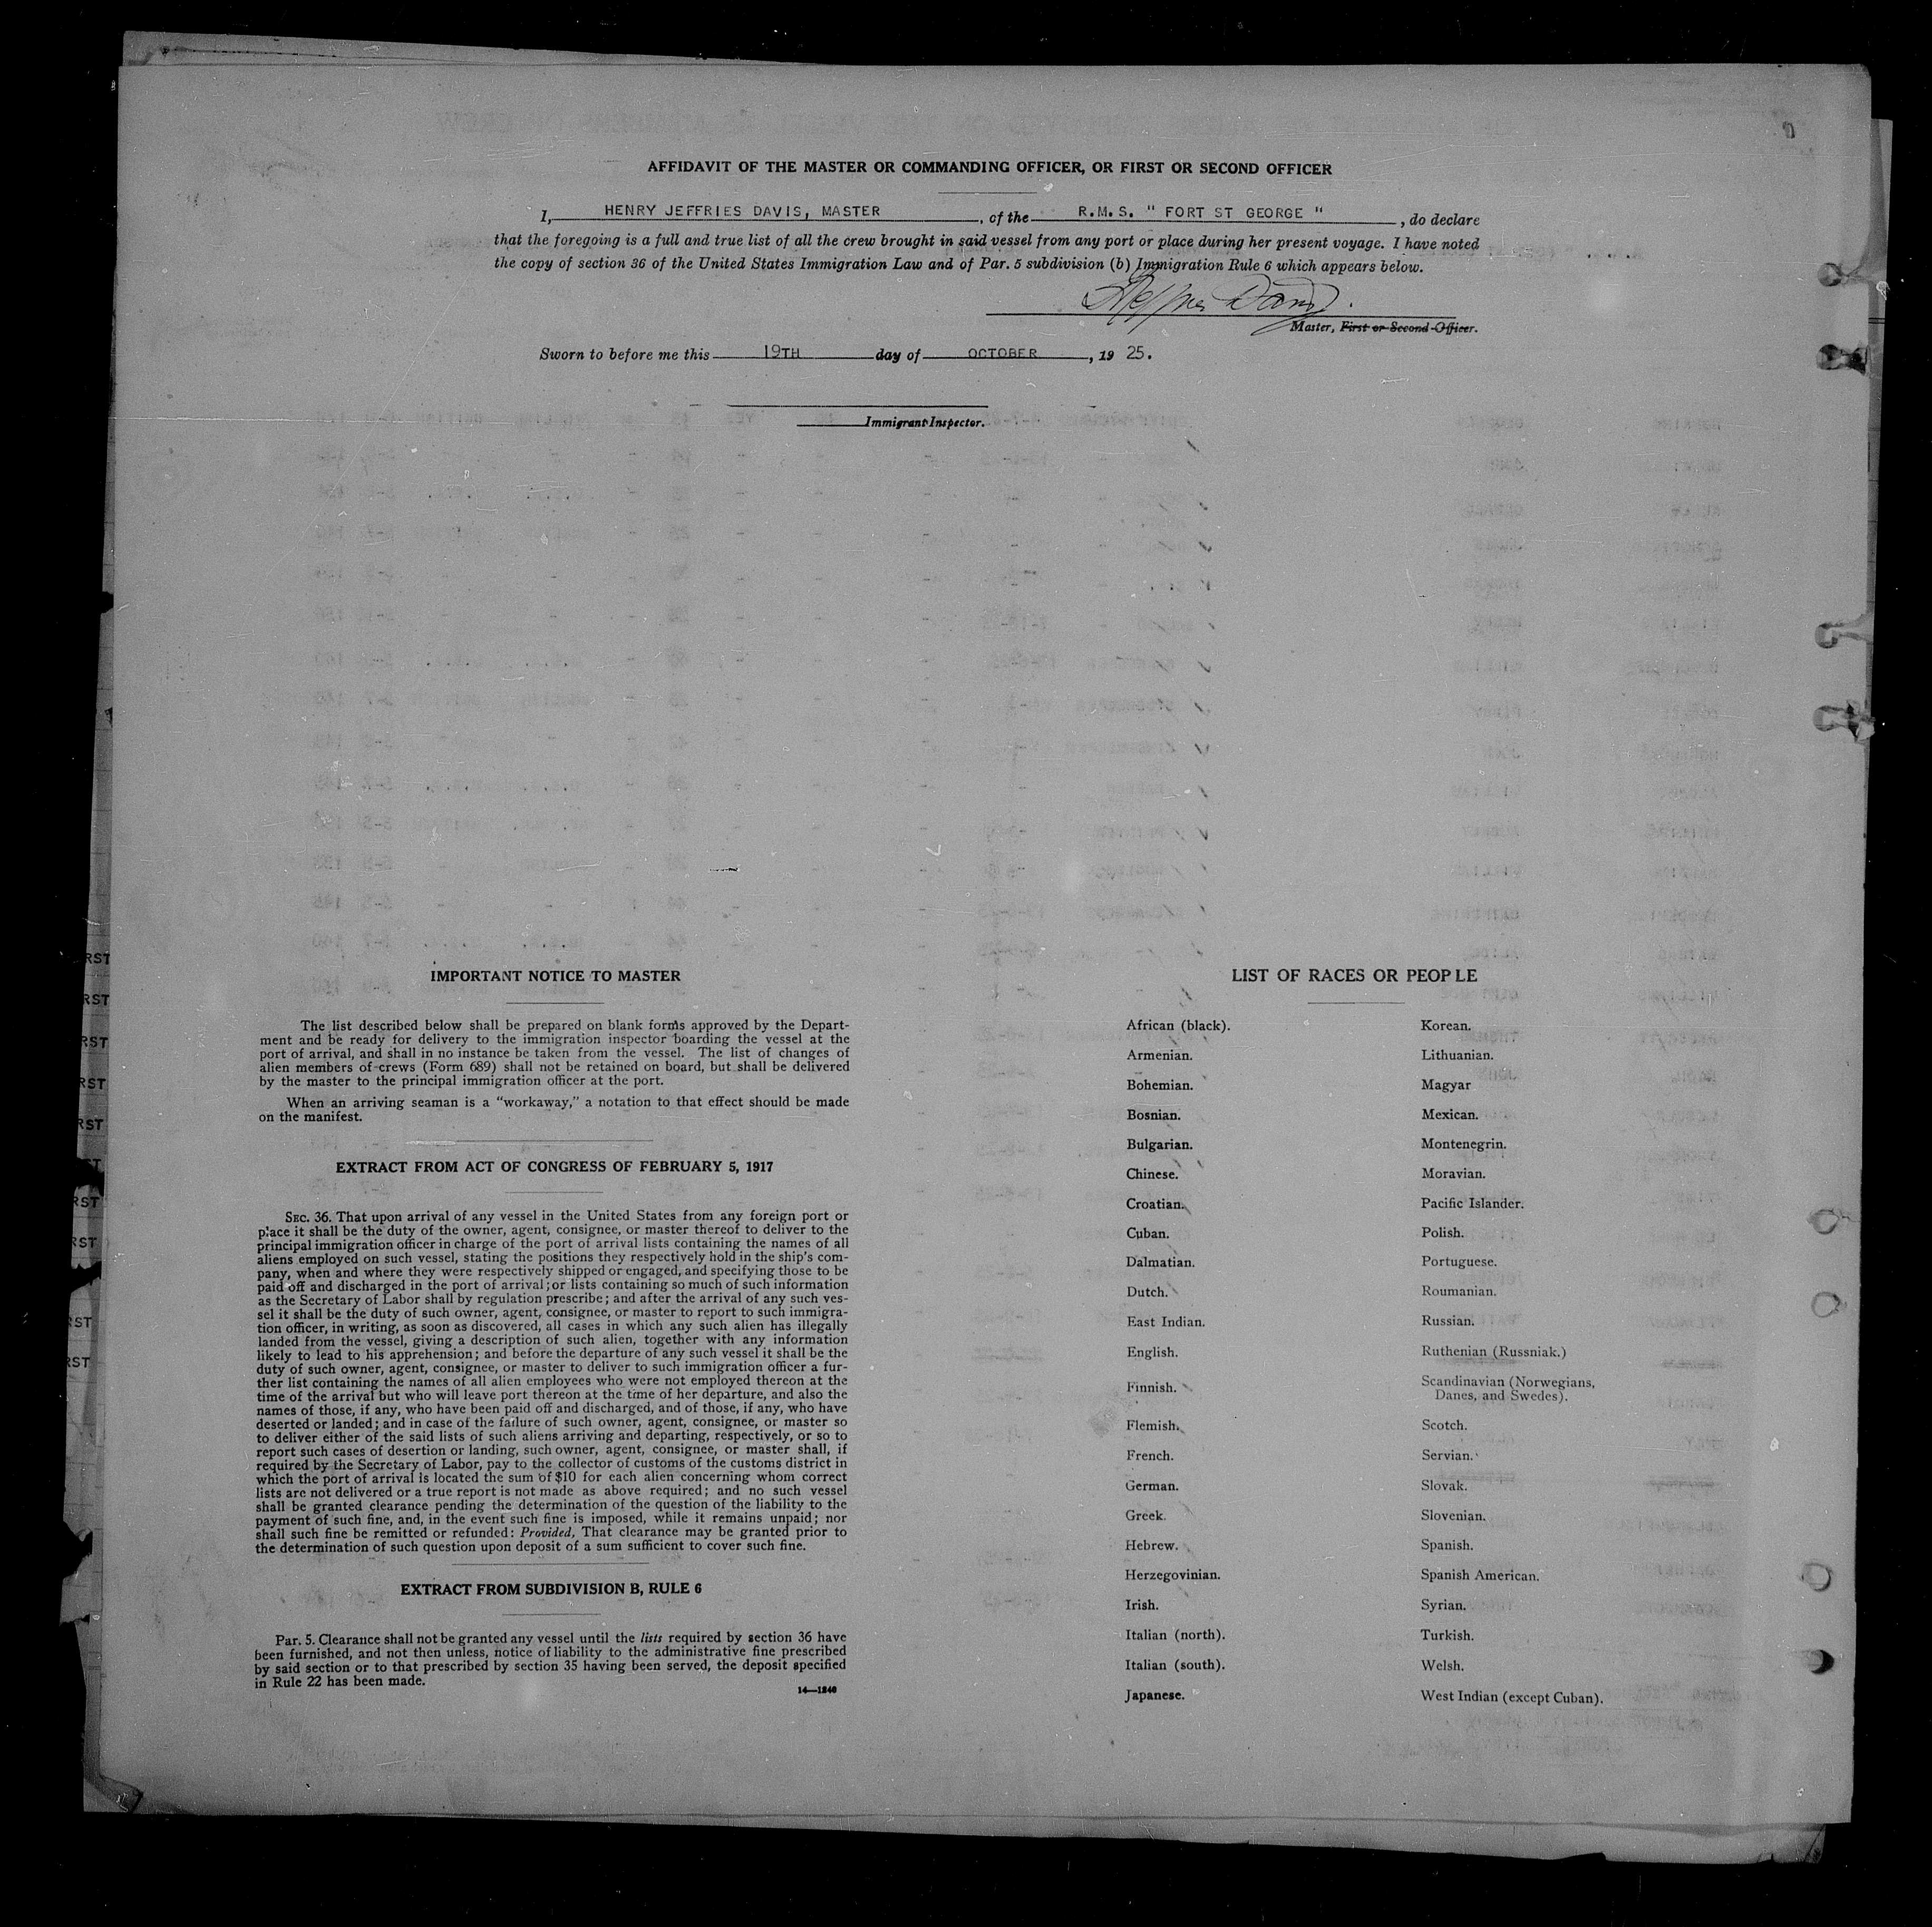 AFFIDAVIT OF THE MASTER OR COMMANDING OFFICER, OR FIRST OR SECOND OFFICER
I, HENRY JEFFRIES DAVIS, MASTER , of the R.M.S. " FORT ST GEORGE " , do declare
that the foregoing is a full and true list of all the crew brought in said vessel from any port or place during her present voyage. I have noted
the copy of section 36 of the United States Immigration Law and of Par. 5 subdivision (b) Immigration Rule 6 which appears below.
Master, First or Second Officer.
Sworn to before me this 19TH day of OCTOBER , 19 25.
Immigrant Inspector.
IMPORTANT NOTICE TO MASTER
The list described below shall be prepared on blank forms approved by the Depart-
ment and be ready for delivery to the immigration inspector boarding the vessel at the
port of arrival, and shall in no instance be taken from the vessel. The list of changes of
alien members of crews (Form 689) shall not be retained on board, but shall be delivered
by the master to the principal immigration officer at the port.
When an arriving seaman is a “workaway,” a notation to that effect should be made
on the manifest.
EXTRACT FROM ACT OF CONGRESS OF FEBRUARY 5, 1917
SEC. 36. That upon arrival of any vessel in the United States from any foreign port or
place it shall be the duty of the owner, agent, consignee, or master thereof to deliver to the
principal immigration officer in charge of the port of arrival lists containing the names of all
aliens employed on such vessel, stating the positions they respectively hold in the ship's com-
pany, when and where they were respectively shipped or engaged, and specifying those to be
paid off and discharged in the port of arrival; or lists containing so much of such information
as the Secretary of Labor shall by regulation prescribe; and after the arrival of any such ves-
sel it shall be the duty of such owner, agent, consignee, or master to report to such immigra-
tion officer, in writing, as soon as discovered, all cases in which any such alien has illegally
landed from the vessel, giving a description of such alien, together with any information
likely to lead to his apprehension; and before the departure of any such vessel it shall be the
duty of such owner, agent, consignee, or master to deliver to such immigration officer a fur-
ther list containing the names of all alien employees who were not employed thereon at the
time of the arrival but who will leave port thereon at the time of her departure, and also the
names of those, if any, who have been paid off and discharged, and of those, if any, who have
deserted or landed; and in case of the failure of such owner, agent, consignee, or master so
to deliver either of the said lists of such aliens arriving and departing, respectively, or so to
report such cases of desertion or landing, such owner, agent, consignee, or master shall, if
required by the Secretary of Labor, pay to the collector of customs of the customs district in
which the port of arrival is located the sum of $10 for each alien concerning whom correct
lists are not delivered or a true report is not made as above required; and no such vessel
shall be granted clearance pending the determination of the question of the liability to the
payment of such fine, and, in the event such fine is imposed, while it remains unpaid; nor
shall such fine be remitted or refunded: Provided, That clearance may be granted prior to
the determination of such question upon deposit of a sum sufficient to cover such fine.
EXTRACT FROM SUBDIVISION B, RULE 6
Par. 5. Clearance shall not be granted any vessel until the lists required by section 36 have
been furnished, and not then unless, notice of liability to the administrative fine prescribed
by said section or to that prescribed by section 35 having been served, the deposit specified
in Rule 22 has been made.
14—1240
LIST OF RACES OR PEOPLE
African (black).
Armenian.
Bohemian.
Bosnian.
Bulgarian.
Chinese.
Croatian.
Cuban.
Dalmatian.
Dutch.
East Indian.
English.
Finnish.
Flemish.
French.
German.
Greek.
Hebrew.
Herzegovinian.
Irish.
Italian (north).
Italian (south).
Japanese.
Korean.
Lithuanian.
Magyar
Mexican.
Montenegrin.
Moravian.
Pacific Islander.
Polish.
Portuguese.
Roumanian.
Russian.
Ruthenian (Russniak.)
Scandinavian (Norwegians,
Danes, and Swedes).
Scotch.
Servian.
Slovak.
Slovenian.
Spanish.
Spanish American.
Syrian.
Turkish.
Welsh.
West Indian (except Cuban).